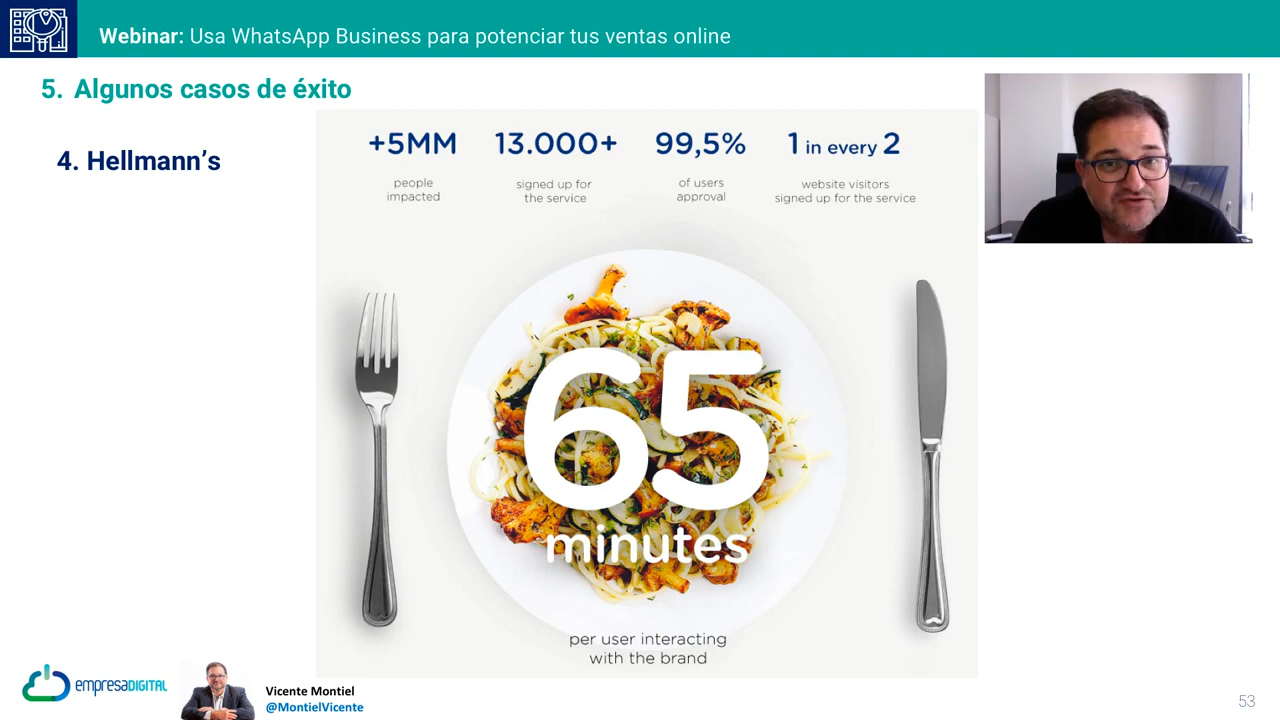 Webinar: Usa WhatsApp Business para potenciar tus ventas online
5. Algunos casos de éxito
4. Hellmann's
+5MM
people
impacted
13.000+
signed up for
the service
99,5%
of users
approval
1 in every 2
website visitors
signed up for the service
65
minutes
per user interacting
with the brand
empresaDIGITAL
Vicente Montiel
@MontielVicente
53